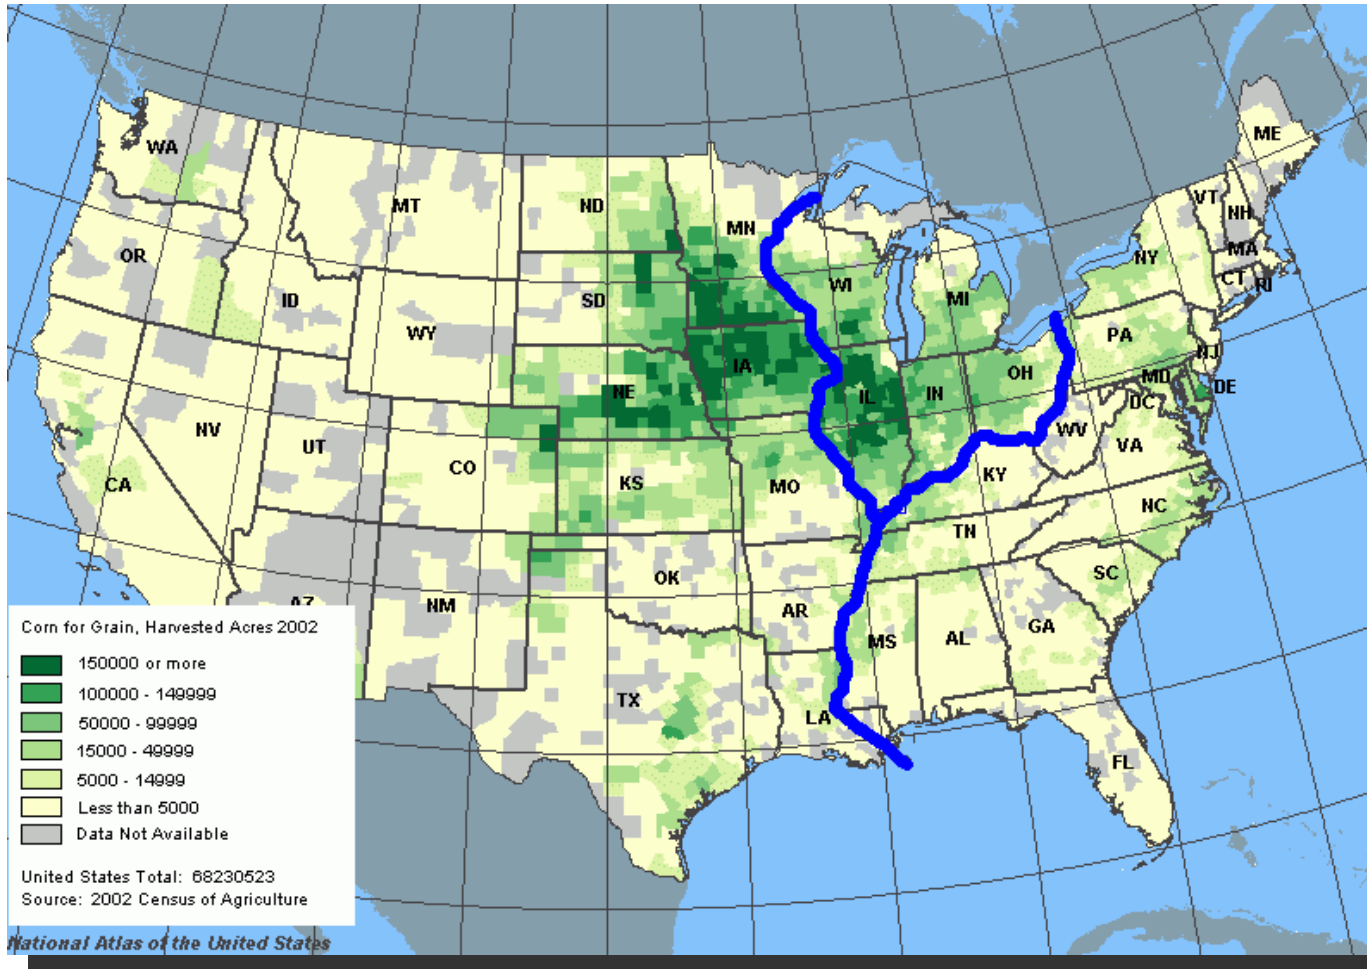 WA
MT
ND
MN
ME
VT
NH
OR
ID
SD
WI
MI
NY
MA
CT
RI
WY
IA
PA
NJ
NV
UT
CO
NE
IL
IN
OH
MD
DE
DC
CA
KS
MO
KY
WV
VA
NC
TN
AZ
NM
OK
AR
SC
MS
AL
GA
TX
LA
FL
Corn for Grain, Harvested Acres 2002
150000 or more
100000 - 149999
50000 - 99999
15000 - 49999
5000 - 14999
Less than 5000
Data Not Available
United States Total: 68230523
Source: 2002 Census of Agriculture
National Atlas of the United States